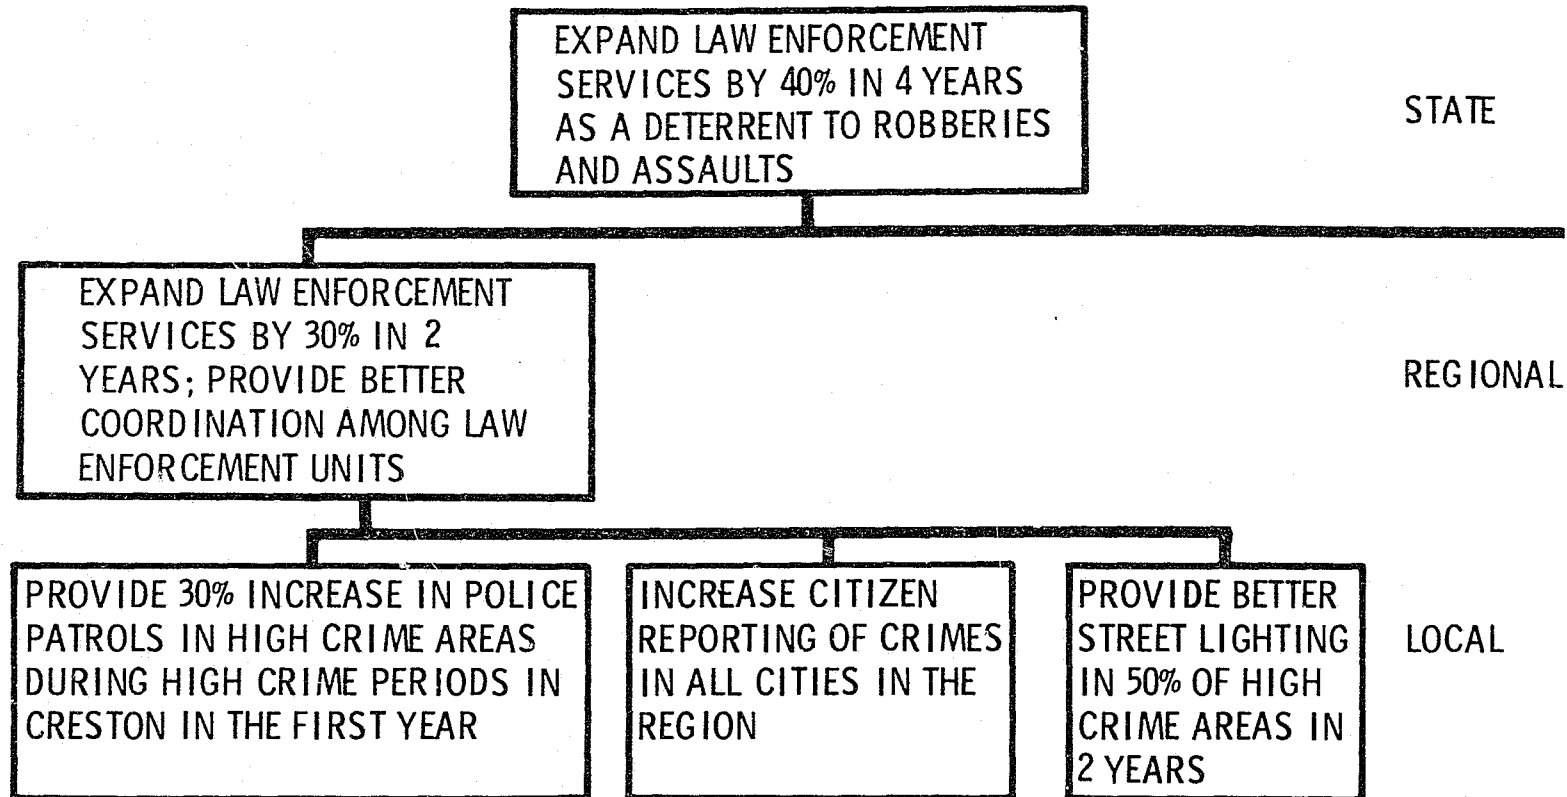 EXPAND LAW ENFORCEMENT
SERVICES BY 40% IN 4 YEARS
AS A DETERRENT TO ROBBERIES
AND ASSAULTS
STATE
EXPAND LAW ENFORCEMENT
SERVICES BY 30% IN 2
YEARS; PROVIDE BETTER
COORDINATION AMONG LAW
ENFORCEMENT UNITS
REGIONAL
PROVIDE 30% INCREASE IN POLICE
PATROLS IN HIGH CRIME AREAS
DURING HIGH CRIME PERIODS IN
CRESTON IN THE FIRST YEAR
INCREASE CITIZEN
REPORTING OF CRIMES
IN ALL CITIES IN THE
REGION
PROVIDE BETTER
STREET LIGHTING
IN 50% OF HIGH
CRIME AREAS IN
2 YEARS
LOCAL